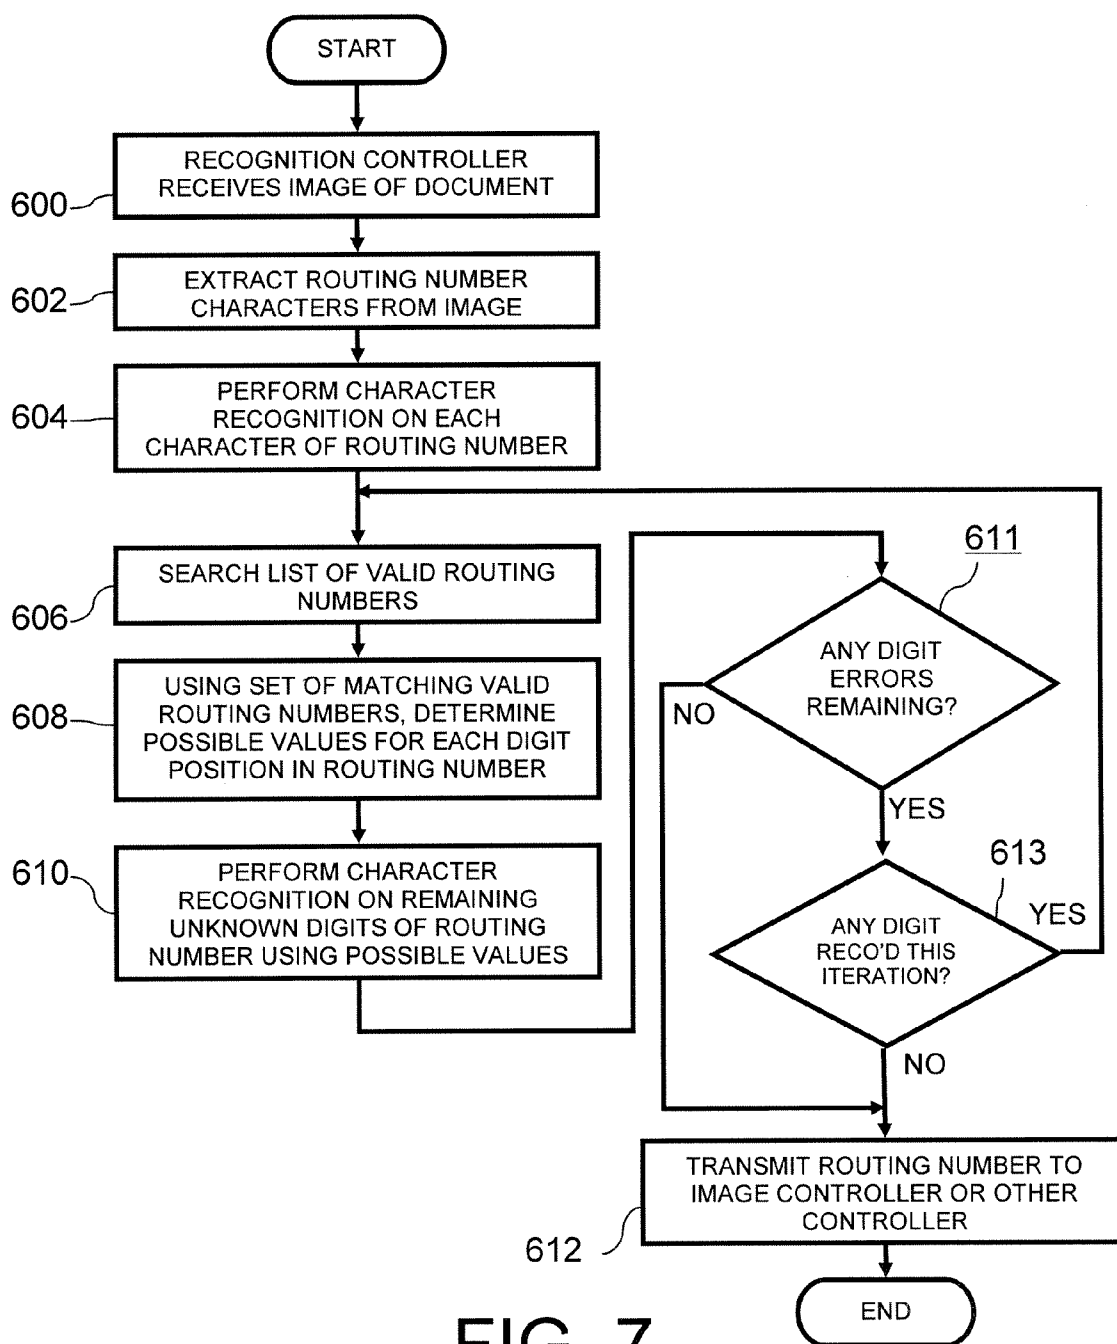 START
RECOGNITION CONTROLLER
RECEIVES IMAGE OF DOCUMENT
600
EXTRACT ROUTING NUMBER
CHARACTERS FROM IMAGE
602
PERFORM CHARACTER
RECOGNITION ON EACH
CHARACTER OF ROUTING NUMBER
604
SEARCH LIST OF VALID ROUTING
NUMBERS
606
USING SET OF MATCHING VALID
ROUTING NUMBERS, DETERMINE
POSSIBLE VALUES FOR EACH DIGIT
POSITION IN ROUTING NUMBER
608
PERFORM CHARACTER
RECOGNITION ON REMAINING
UNKNOWN DIGITS OF ROUTING
NUMBER USING POSSIBLE VALUES
610
611
ANY DIGIT
ERRORS
REMAINING?
NO
YES
613
ANY DIGIT
RECO'D THIS
ITERATION?
YES
NO
TRANSMIT ROUTING NUMBER TO
IMAGE CONTROLLER OR OTHER
CONTROLLER
612
END
FIG. 7